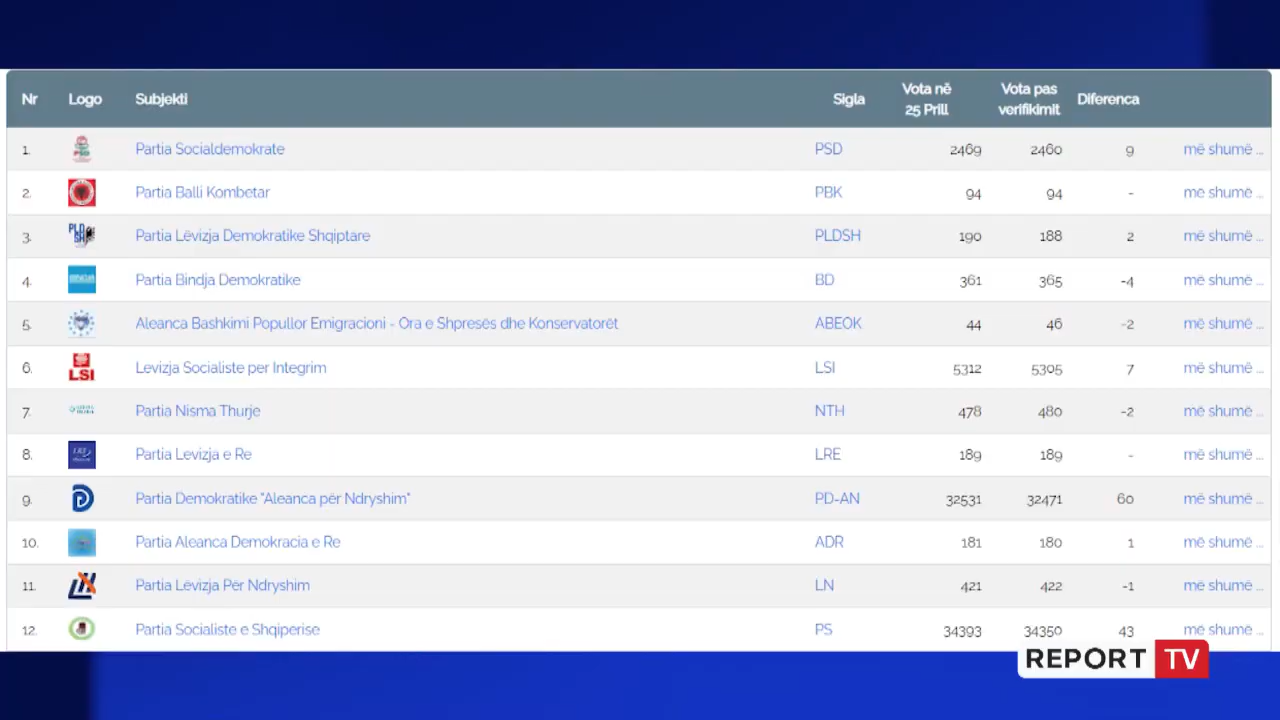 Nr Logo Subjekti Sigla Vota në 25 Prill Vota pas verifikimit Diferenca
1. Partia Socialdemokrate PSD 2469 2460 9 më shumë ...
2. Partia Balli Kombetar PBK 94 94 - më shumë ...
3. PLDSH Partia Lëvizja Demokratike Shqiptare PLDSH 190 188 2 më shumë ...
4. Partia Bindja Demokratike BD 361 365 -4 më shumë ...
5. Aleanca Bashkimi Popullor Emigracioni - Ora e Shpresës dhe Konservatorët ABEOK 44 46 -2 më shumë ...
6. LSI Levizja Socialiste per Integrim LSI 5312 5305 7 më shumë ...
7. Partia Nisma Thurje NTH 478 480 -2 më shumë ...
8. LRE Partia Levizja e Re LRE 189 189 - më shumë ...
9. Partia Demokratike "Aleanca për Ndryshim" PD-AN 32531 32471 60 më shumë ...
10. Partia Aleanca Demokracia e Re ADR 181 180 1 më shumë ...
11. Partia Lëvizja Për Ndryshim LN 421 422 -1 më shumë ...
12. Partia Socialiste e Shqiperise PS 34393 34350 43 më shumë ...
REPORT TV